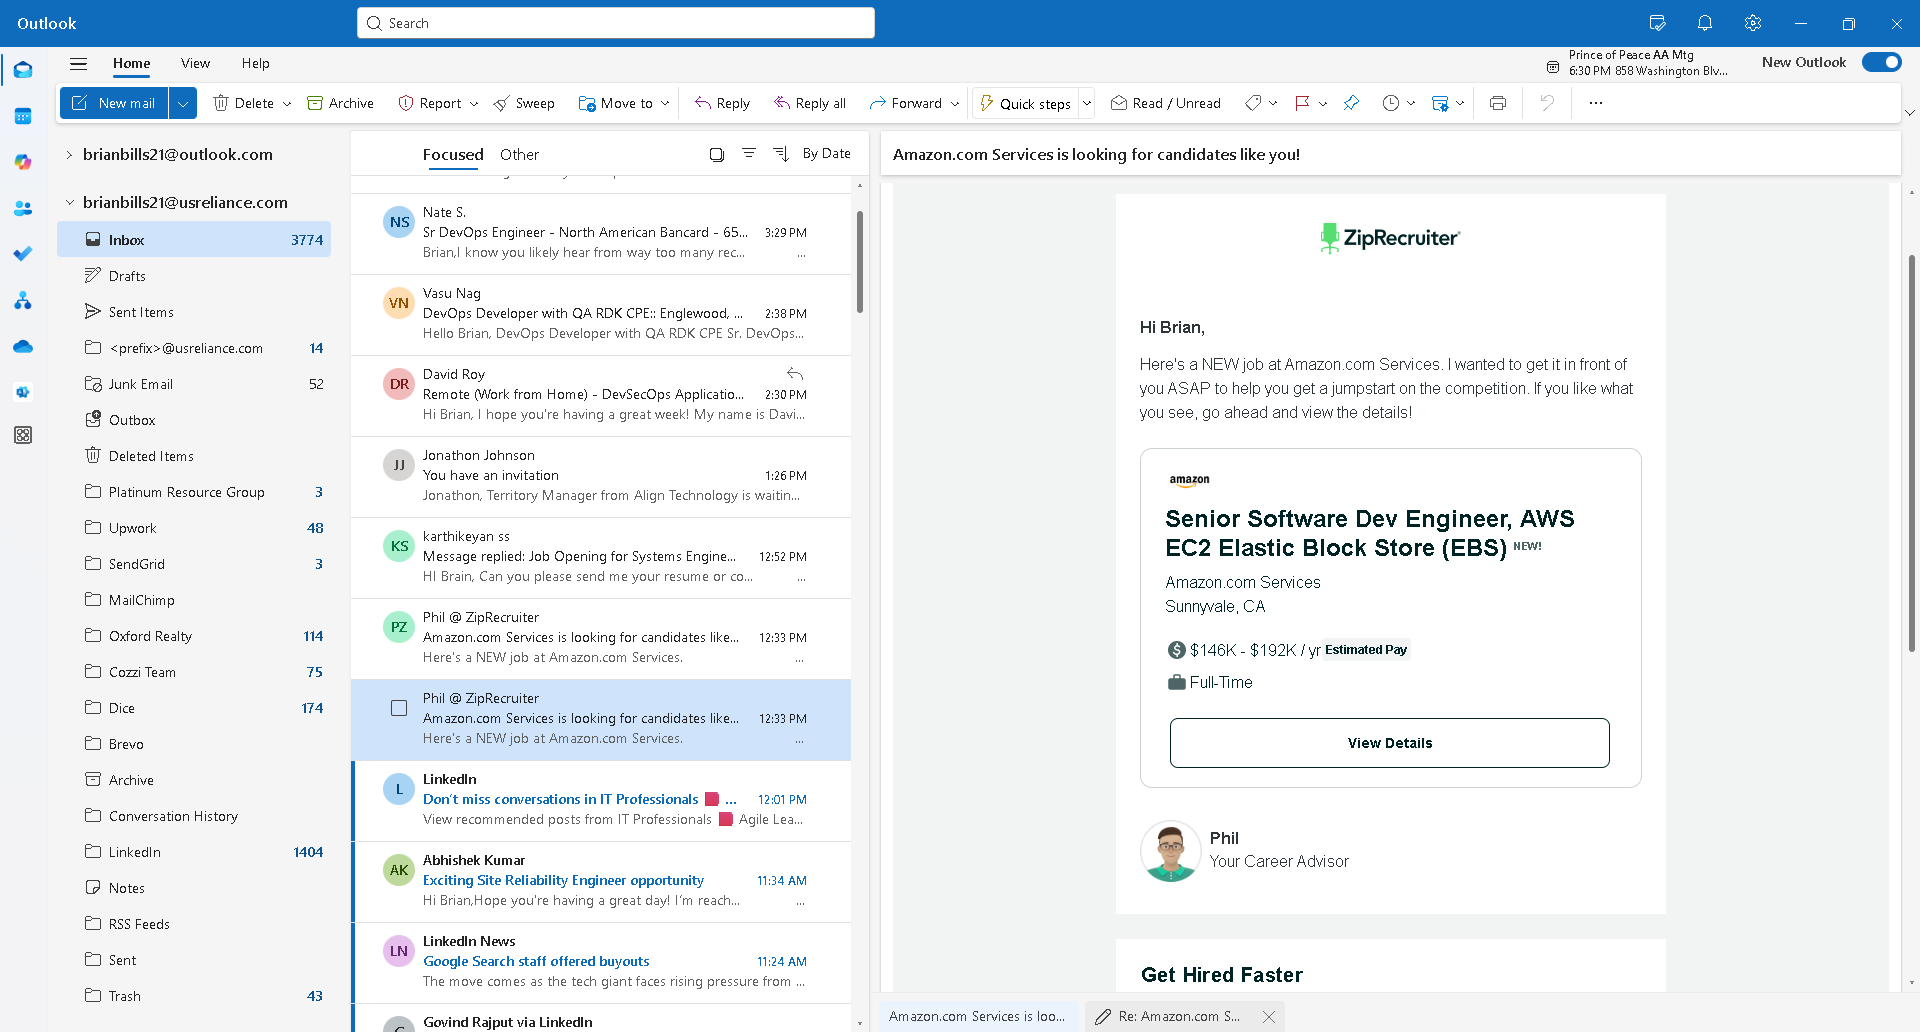 Outlook
Search
Home
View
Help
Prince of Peace AA Mtg
6:30 PM 858 Washington Blv...
New Outlook
New mail
Delete
Archive
Report
Sweep
Move to
Reply
Reply all
Forward
Quick steps
Read / Unread
brianbills21@outlook.com
brianbills21@usreliance.com
Inbox 3774
Drafts
Sent Items
<prefix>@usreliance.com 14
Junk Email 52
Outbox
Deleted Items
Platinum Resource Group 3
Upwork 48
SendGrid 3
MailChimp
Oxford Realty 114
Cozzi Team 75
Dice 174
Brevo
Archive
Conversation History
LinkedIn 1404
Notes
RSS Feeds
Sent
Trash 43
Focused
Other
By Date
NS
Nate S.
Sr DevOps Engineer - North American Bancard - 65... 3:29 PM
Brian,I know you likely hear from way too many rec... ...
VN
Vasu Nag
DevOps Developer with QA RDK CPE:: Englewood, ... 2:38 PM
Hello Brian, DevOps Developer with QA RDK CPE Sr. DevOps...
DR
David Roy
Remote (Work from Home) - DevSecOps Applicatio... 2:30 PM
Hi Brian, I hope you're having a great week! My name is Davi...
JJ
Jonathon Johnson
You have an invitation 1:26 PM
Jonathon, Territory Manager from Align Technology is waitin...
KS
karthikeyan ss
Message replied: Job Opening for Systems Engine... 12:52 PM
HI Brain, Can you please send me your resume or co... ...
PZ
Phil @ ZipRecruiter
Amazon.com Services is looking for candidates like... 12:33 PM
Here's a NEW job at Amazon.com Services. ...
Phil @ ZipRecruiter
Amazon.com Services is looking for candidates like... 12:33 PM
Here's a NEW job at Amazon.com Services. ...
L
LinkedIn
Don't miss conversations in IT Professionals ... 12:01 PM
View recommended posts from IT Professionals Agile Lea...
AK
Abhishek Kumar
Exciting Site Reliability Engineer opportunity 11:34 AM
Hi Brian,Hope you're having a great day! I'm reach... ...
LN
LinkedIn News
Google Search staff offered buyouts 11:24 AM
The move comes as the tech giant faces rising pressure from ...
Govind Rajput via LinkedIn
Amazon.com Services is looking for candidates like you!
ZipRecruiter
Hi Brian,
Here's a NEW job at Amazon.com Services. I wanted to get it in front of
you ASAP to help you get a jumpstart on the competition. If you like what
you see, go ahead and view the details!
amazon
Senior Software Dev Engineer, AWS
EC2 Elastic Block Store (EBS) NEW!
Amazon.com Services
Sunnyvale, CA
$146K - $192K / yr Estimated Pay
Full-Time
View Details
Phil
Your Career Advisor
Get Hired Faster
Amazon.com Services is loo...
Re: Amazon.com S...